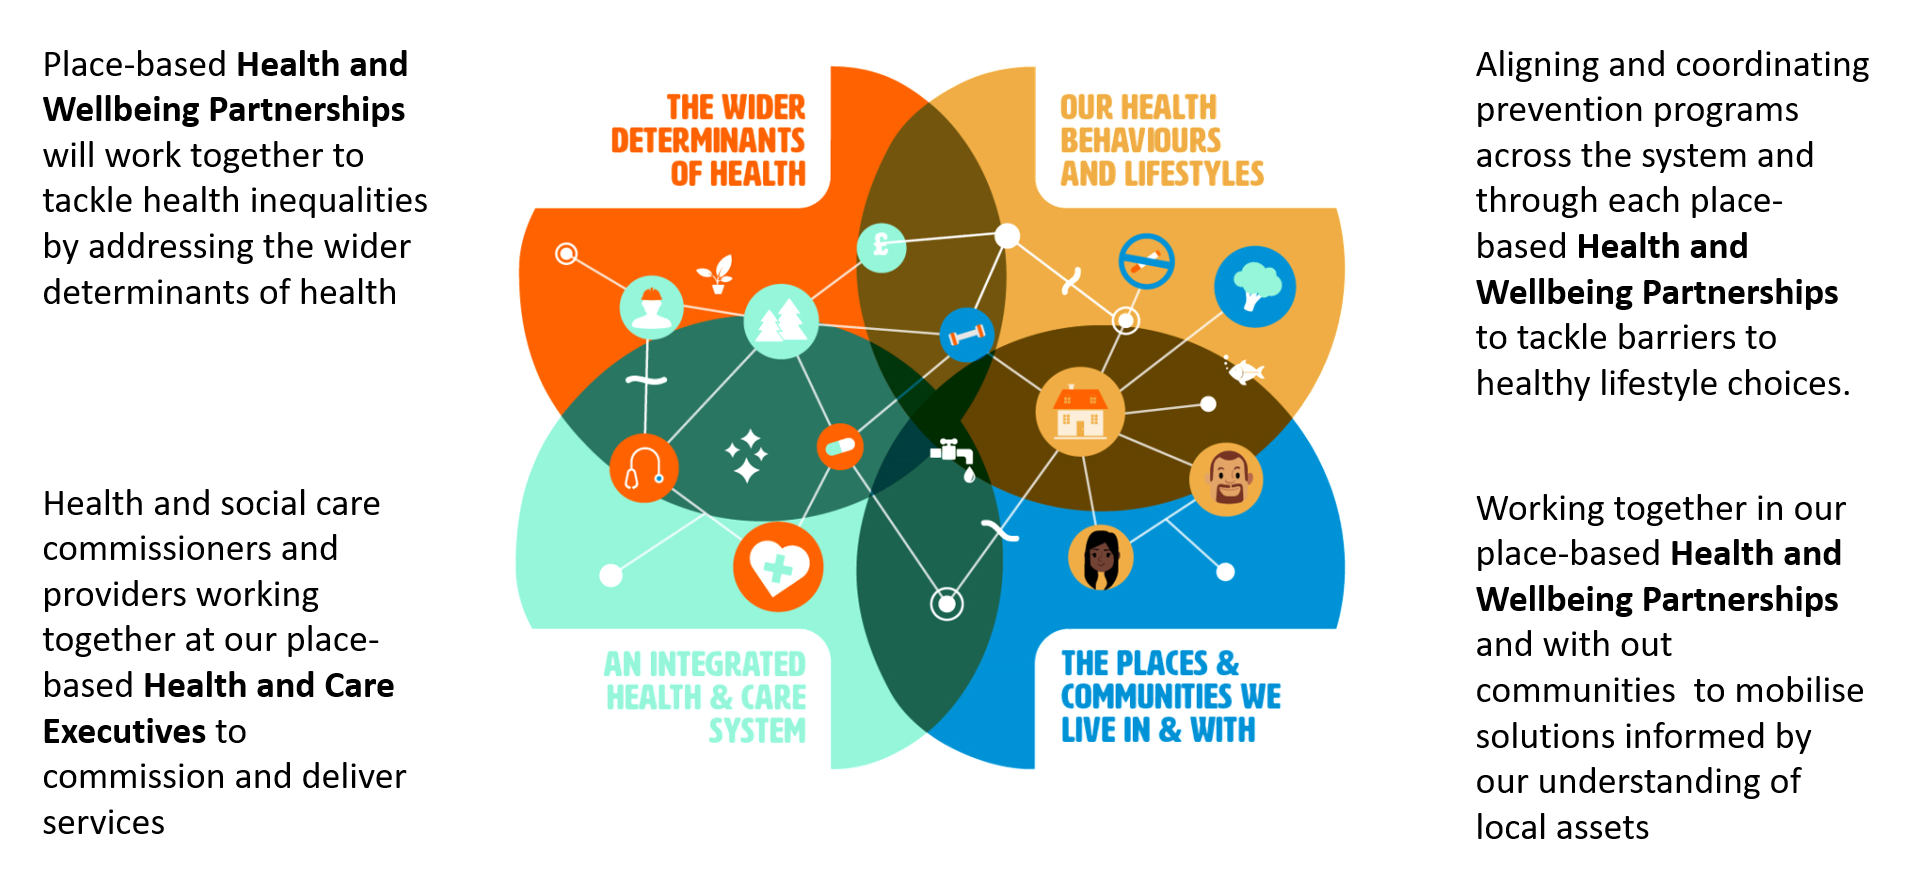 Place-based Health and
Wellbeing Partnerships
will work together to
tackle health inequalities
by addressing the wider
determinants of health
THE WIDER
DETERMINANTS
OF HEALTH
£
OUR HEALTH
BEHAVIOURS
AND LIFESTYLES
Aligning and coordinating
prevention programs
across the system and
through each place-
based Health and
Wellbeing Partnerships
to tackle barriers to
healthy lifestyle choices.
Health and social care
commissioners and
providers working
together at our place-
based Health and Care
Executives to
commission and deliver
services
AN INTEGRATED
HEALTH & CARE
SYSTEM
THE PLACES &
COMMUNITIES WE
LIVE IN & WITH
Working together in our
place-based Health and
Wellbeing Partnerships
and with out
communities  to mobilise
solutions informed by
our understanding of
local assets